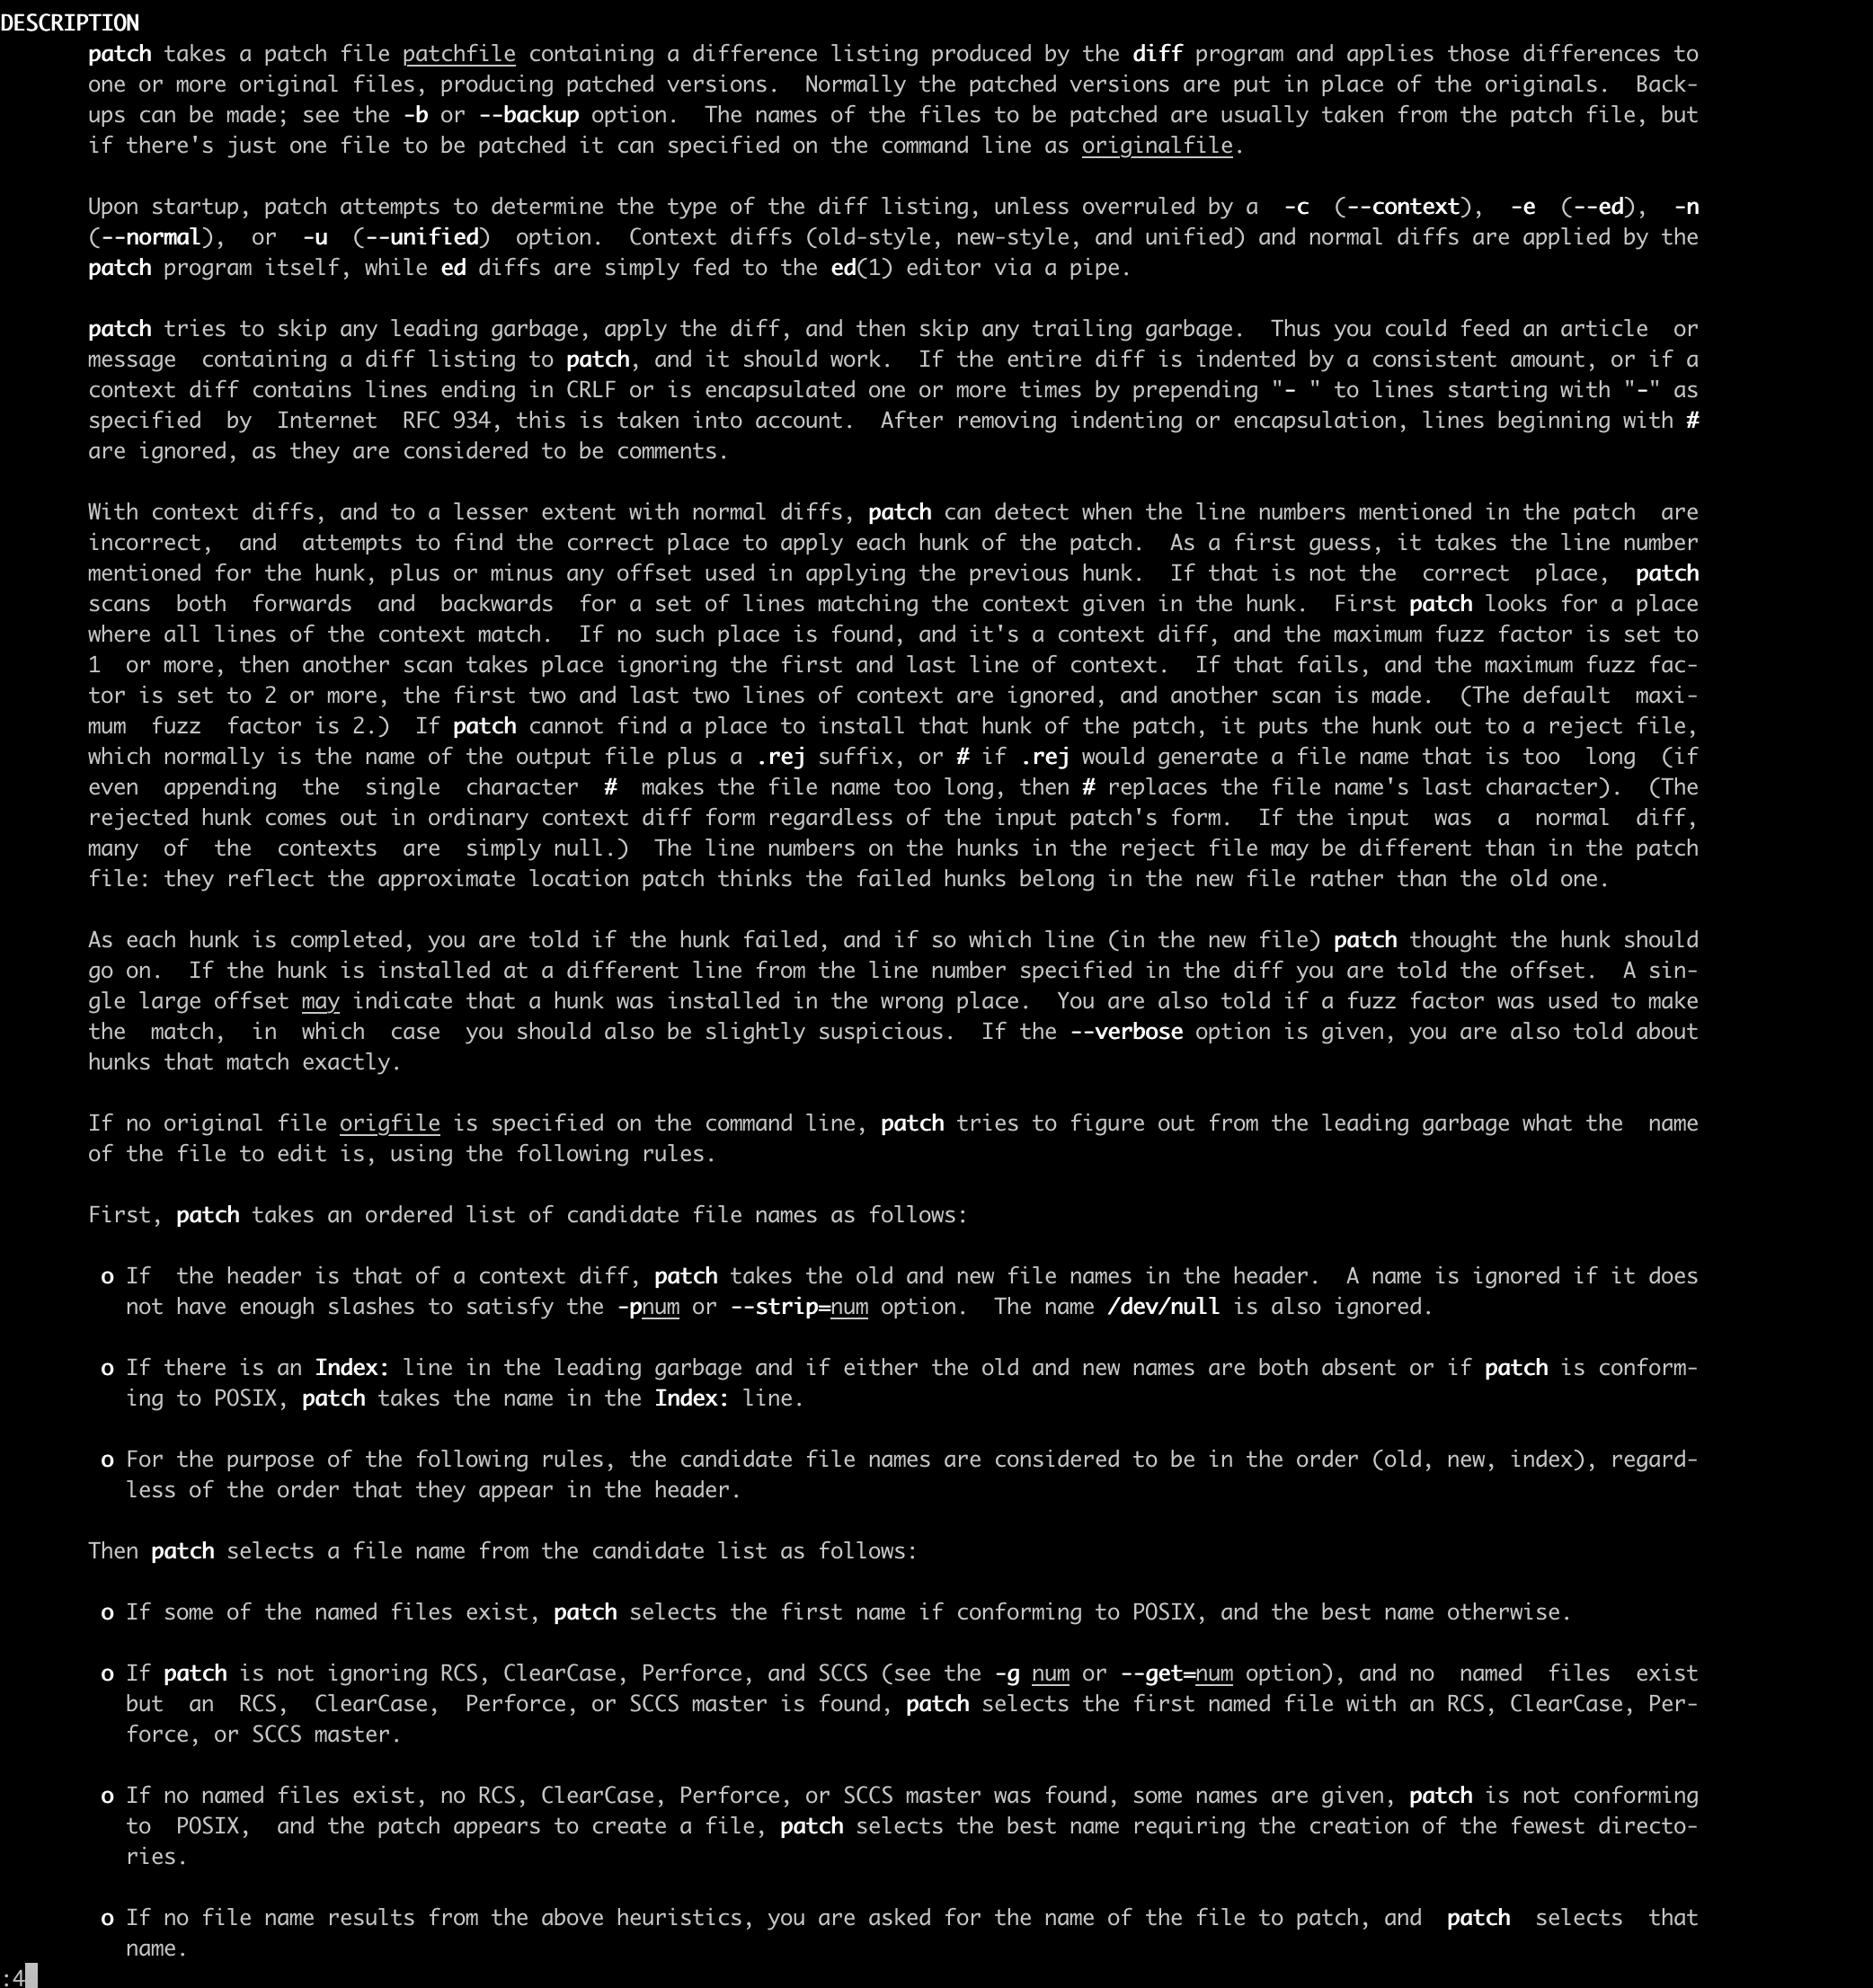 DESCRIPTION
patch takes a patch file patchfile containing a difference listing produced by the diff program and applies those differences to
one or more original files, producing patched versions.  Normally the patched versions are put in place of the originals.  Back-
ups can be made; see the -b or --backup option.  The names of the files to be patched are usually taken from the patch file, but
if there's just one file to be patched it can specified on the command line as originalfile.

Upon startup, patch attempts to determine the type of the diff listing, unless overruled by a  -c  (--context),  -e  (--ed),  -n
(--normal),  or  -u  (--unified)  option.  Context diffs (old-style, new-style, and unified) and normal diffs are applied by the
patch program itself, while ed diffs are simply fed to the ed(1) editor via a pipe.

patch tries to skip any leading garbage, apply the diff, and then skip any trailing garbage.  Thus you could feed an article  or
message  containing a diff listing to patch, and it should work.  If the entire diff is indented by a consistent amount, or if a
context diff contains lines ending in CRLF or is encapsulated one or more times by prepending "- " to lines starting with "-" as
specified  by  Internet  RFC 934, this is taken into account.  After removing indenting or encapsulation, lines beginning with #
are ignored, as they are considered to be comments.

With context diffs, and to a lesser extent with normal diffs, patch can detect when the line numbers mentioned in the patch  are
incorrect,  and  attempts to find the correct place to apply each hunk of the patch.  As a first guess, it takes the line number
mentioned for the hunk, plus or minus any offset used in applying the previous hunk.  If that is not the  correct  place,  patch
scans  both  forwards  and  backwards  for a set of lines matching the context given in the hunk.  First patch looks for a place
where all lines of the context match.  If no such place is found, and it's a context diff, and the maximum fuzz factor is set to
1  or more, then another scan takes place ignoring the first and last line of context.  If that fails, and the maximum fuzz fac-
tor is set to 2 or more, the first two and last two lines of context are ignored, and another scan is made.  (The default  maxi-
mum  fuzz  factor is 2.)  If patch cannot find a place to install that hunk of the patch, it puts the hunk out to a reject file,
which normally is the name of the output file plus a .rej suffix, or # if .rej would generate a file name that is too  long  (if
even  appending  the  single  character  #  makes the file name too long, then # replaces the file name's last character).  (The
rejected hunk comes out in ordinary context diff form regardless of the input patch's form.  If the input  was  a  normal  diff,
many  of  the  contexts  are  simply null.)  The line numbers on the hunks in the reject file may be different than in the patch
file: they reflect the approximate location patch thinks the failed hunks belong in the new file rather than the old one.

As each hunk is completed, you are told if the hunk failed, and if so which line (in the new file) patch thought the hunk should
go on.  If the hunk is installed at a different line from the line number specified in the diff you are told the offset.  A sin-
gle large offset may indicate that a hunk was installed in the wrong place.  You are also told if a fuzz factor was used to make
the  match,  in  which  case  you should also be slightly suspicious.  If the --verbose option is given, you are also told about
hunks that match exactly.

If no original file origfile is specified on the command line, patch tries to figure out from the leading garbage what the  name
of the file to edit is, using the following rules.

First, patch takes an ordered list of candidate file names as follows:

o If  the header is that of a context diff, patch takes the old and new file names in the header.  A name is ignored if it does
not have enough slashes to satisfy the -pnum or --strip=num option.  The name /dev/null is also ignored.

o If there is an Index: line in the leading garbage and if either the old and new names are both absent or if patch is conform-
ing to POSIX, patch takes the name in the Index: line.

o For the purpose of the following rules, the candidate file names are considered to be in the order (old, new, index), regard-
less of the order that they appear in the header.

Then patch selects a file name from the candidate list as follows:

o If some of the named files exist, patch selects the first name if conforming to POSIX, and the best name otherwise.

o If patch is not ignoring RCS, ClearCase, Perforce, and SCCS (see the -g num or --get=num option), and no  named  files  exist
but  an  RCS,  ClearCase,  Perforce, or SCCS master is found, patch selects the first named file with an RCS, ClearCase, Per-
force, or SCCS master.

o If no named files exist, no RCS, ClearCase, Perforce, or SCCS master was found, some names are given, patch is not conforming
to  POSIX,  and the patch appears to create a file, patch selects the best name requiring the creation of the fewest directo-
ries.

o If no file name results from the above heuristics, you are asked for the name of the file to patch, and  patch  selects  that
name.
:4